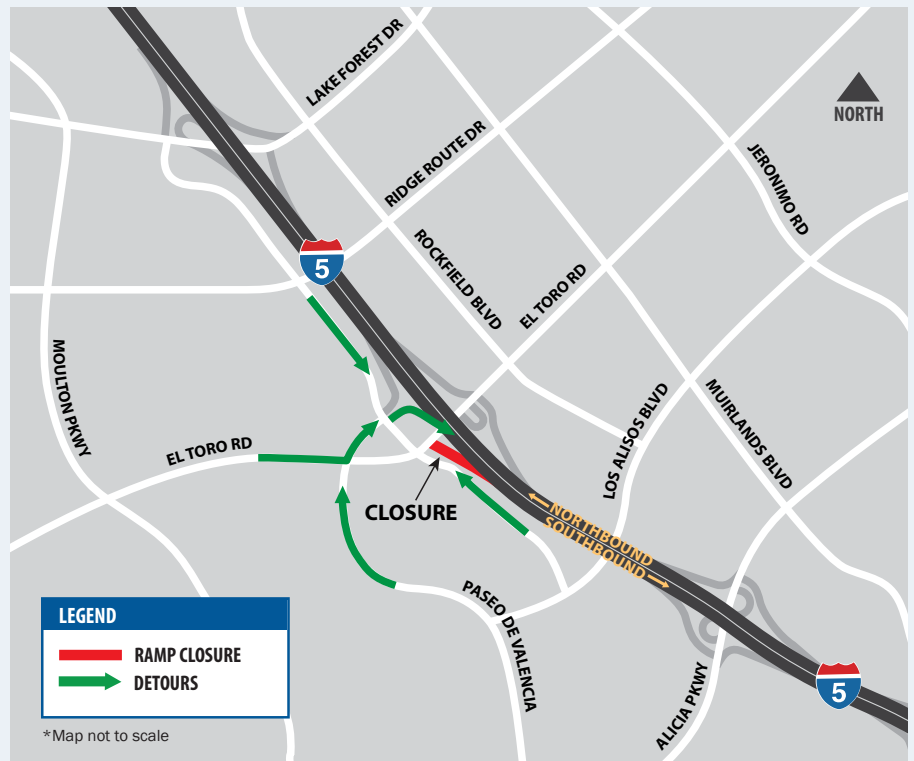 LAKE FOREST DR
NORTH
RIDGE ROUTE DR
JERONIMO RD
5
ROCKFIELD BLVD
EL TORO RD
MOULTON PKWY
MUIRLANDS BLVD
LOS ALISOS BLVD
EL TORO RD
CLOSURE
NORTHBOUND
SOUTHBOUND
PASEO DE VALENCIA
ALICIA PKWY
5
LEGEND
RAMP CLOSURE
DETOURS
*Map not to scale